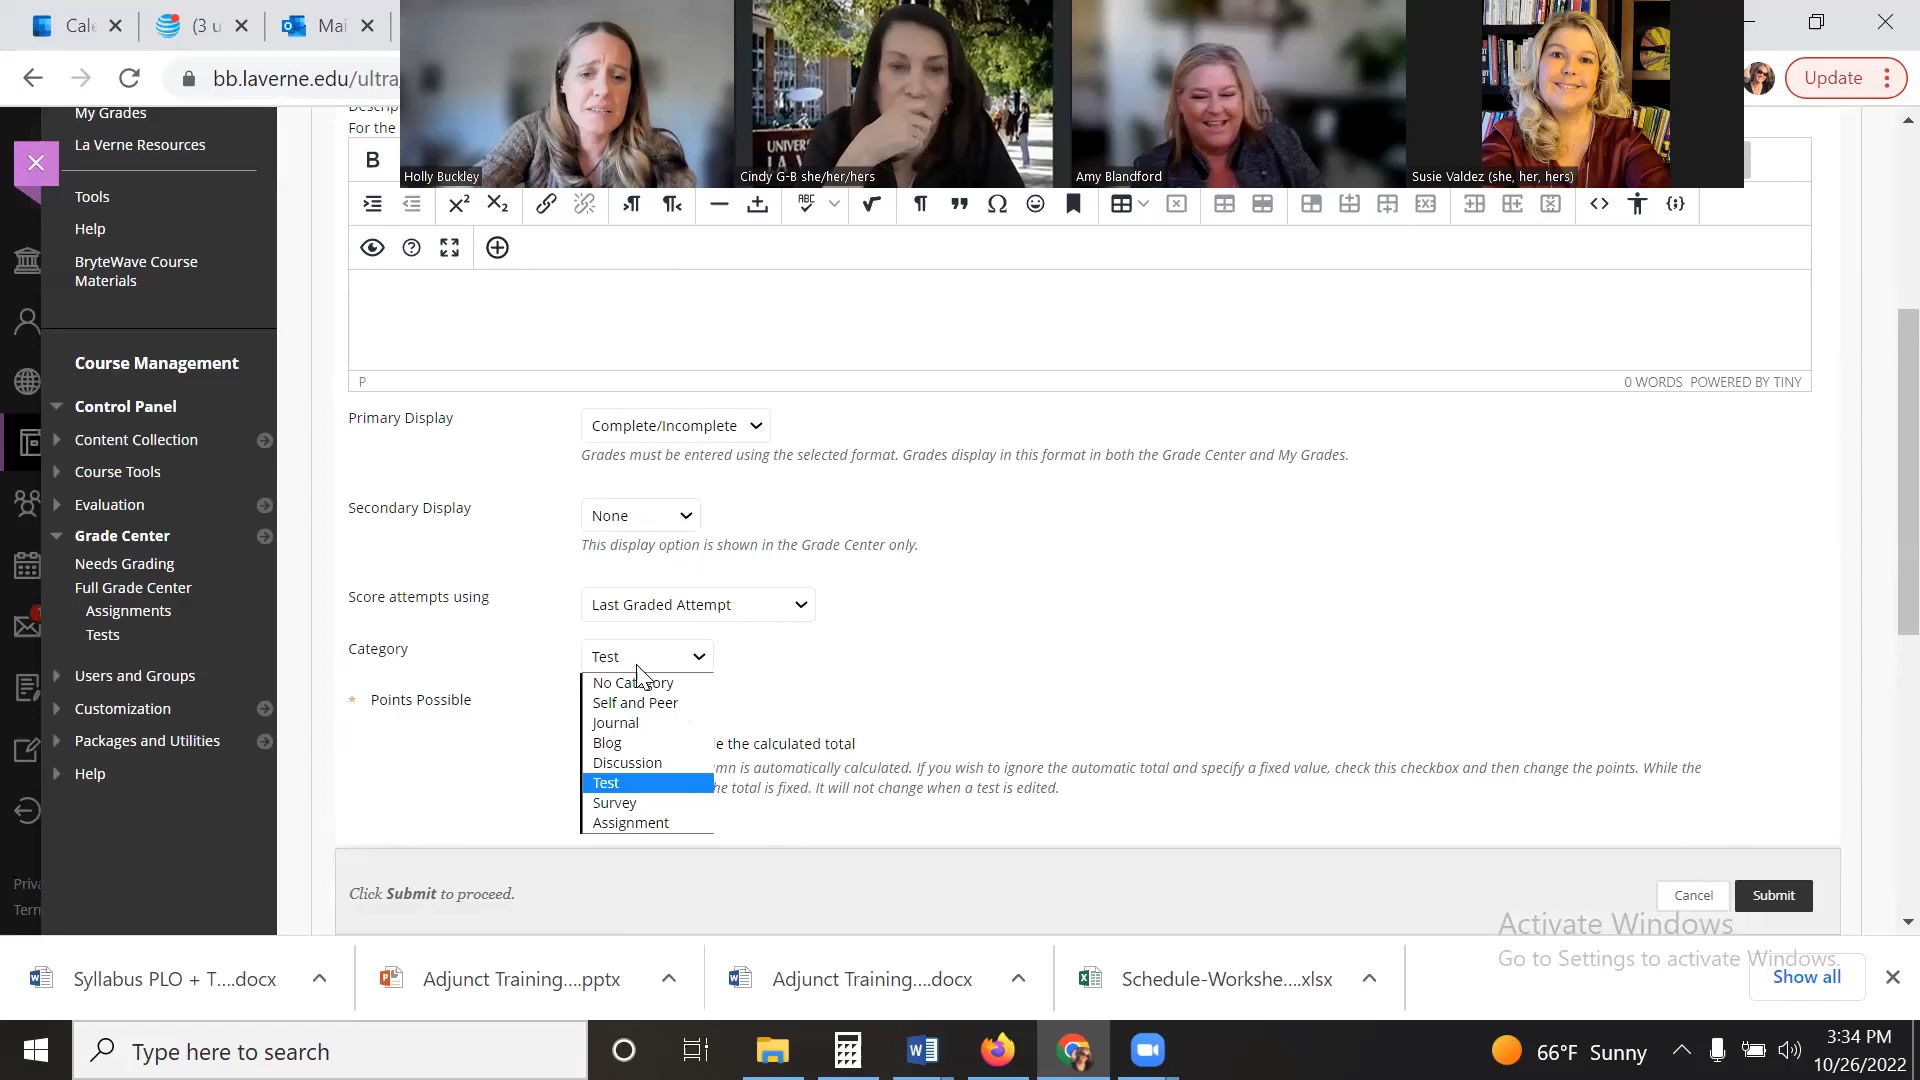 Cale
(3 u
Mai
bb.laverne.edu/ultra
Update
Holly Buckley
Cindy G-B she/her/hers
Amy Blandford
Susie Valdez (she, her, hers)
My Grades
La Verne Resources
Tools
Help
BryteWave Course
Materials
Course Management
Control Panel
Content Collection
Course Tools
Evaluation
Grade Center
Needs Grading
Full Grade Center
Assignments
Tests
Users and Groups
Customization
Packages and Utilities
Help
Priva
Term
Descrip
For the
B
ABC
P
0 WORDS POWERED BY TINY
Primary Display
Complete/Incomplete
Grades must be entered using the selected format. Grades display in this format in both the Grade Center and My Grades.
Secondary Display
None
This display option is shown in the Grade Center only.
Score attempts using
Last Graded Attempt
Category
Test
No Category
Self and Peer
Journal
Blog
Discussion
Test
Survey
Assignment
* Points Possible
le the calculated total
mn is automatically calculated. If you wish to ignore the automatic total and specify a fixed value, check this checkbox and then change the points. While the
he total is fixed. It will not change when a test is edited.
Click Submit to proceed.
Cancel
Submit
Activate Windows
Go to Settings to activate Windows.
Syllabus PLO + T....docx
Adjunct Training....pptx
Adjunct Training....docx
Schedule-Workshe....xlsx
Show all
Type here to search
66°F Sunny
3:34 PM
10/26/2022